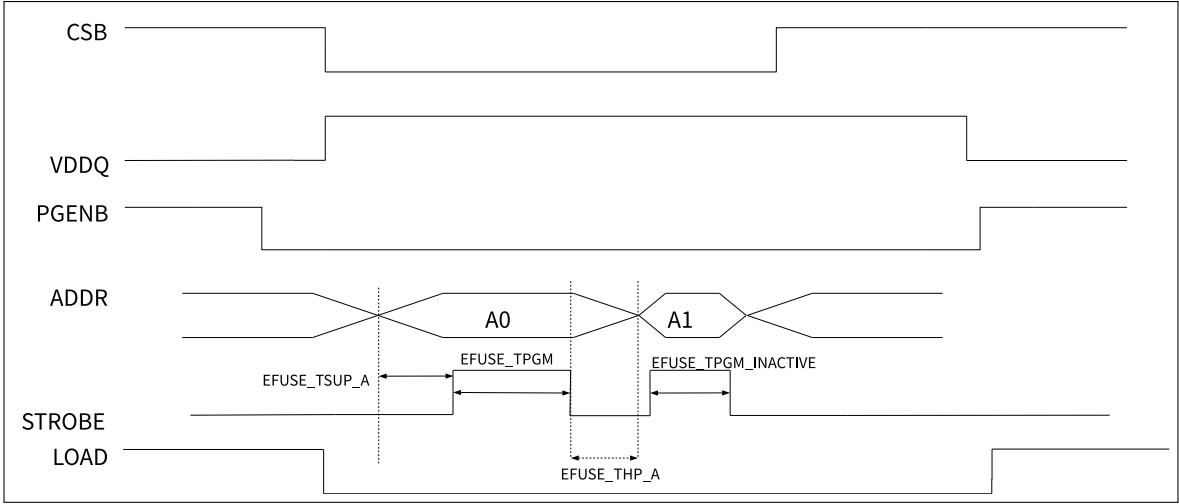 CSB
VDDQ
PGENB
ADDR
A0
A1
EFUSE_TPGM
EFUSE_TPGM_INACTIVE
EFUSE_TSUP_A
STROBE
LOAD
EFUSE_THP_A